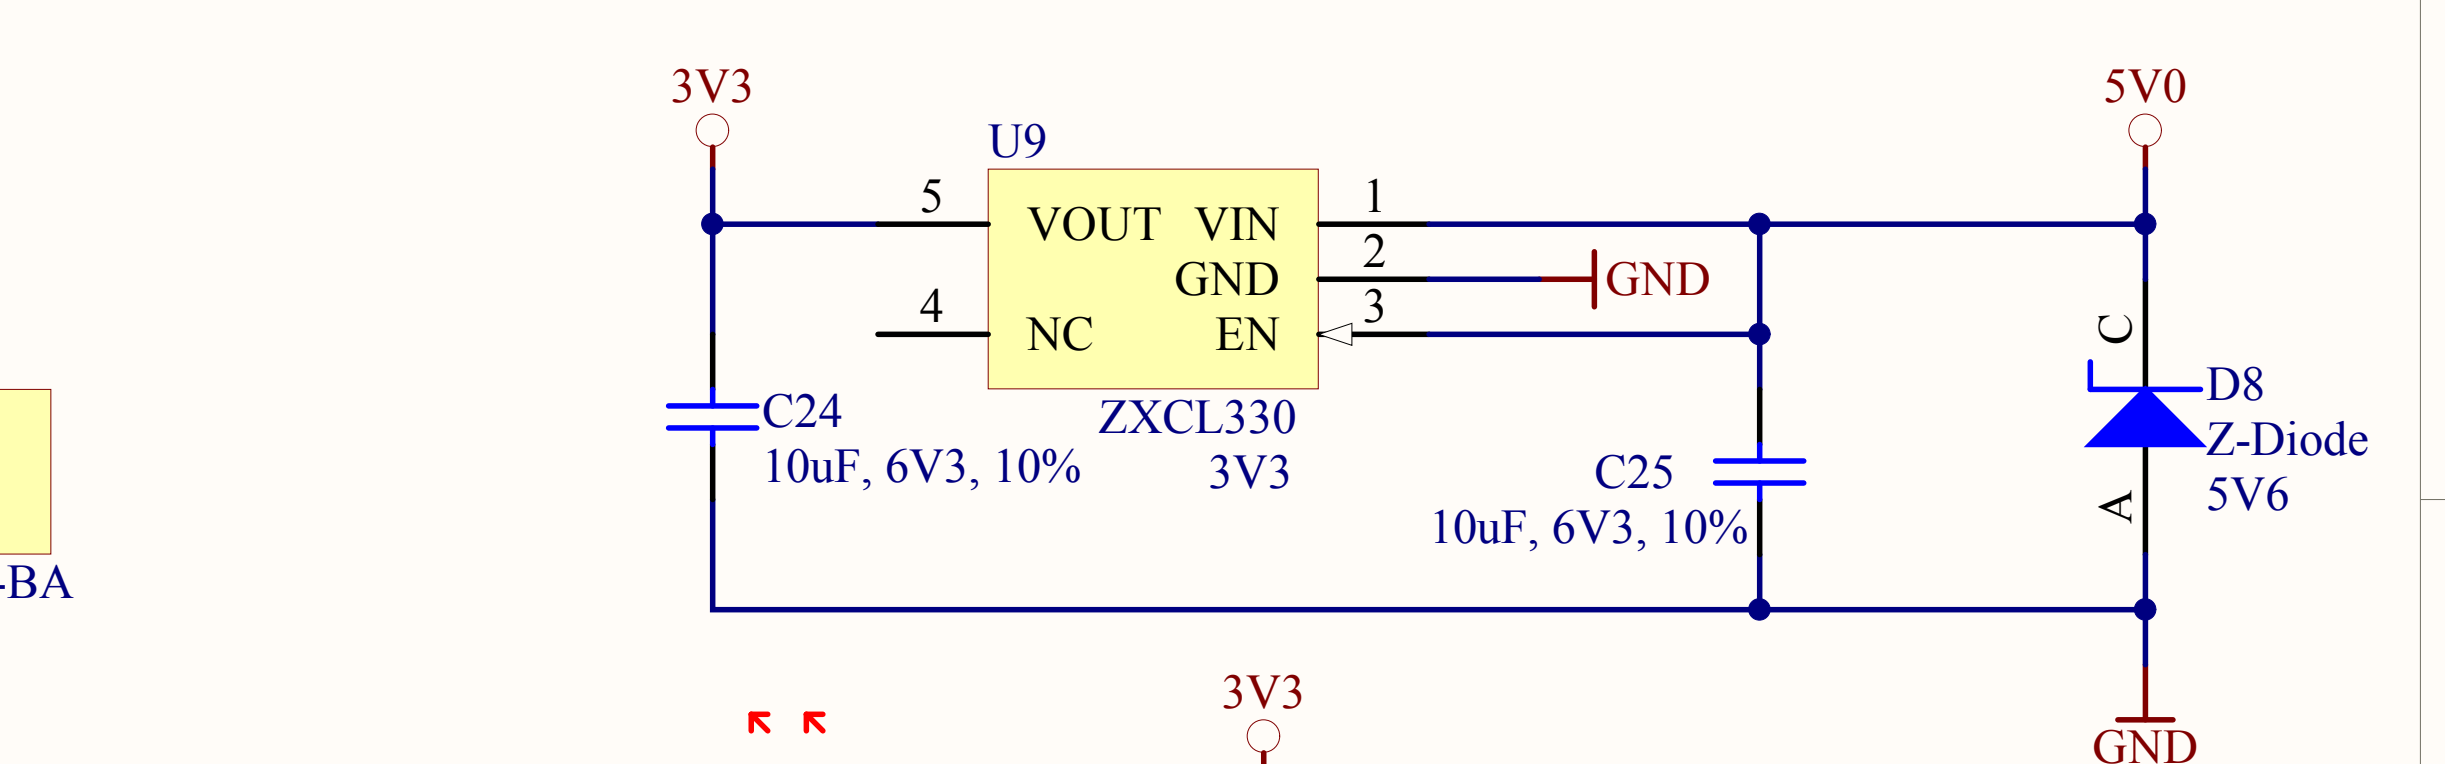 3V3
5V0
U9
5
1
VOUT
VIN
2
GND
GND
4
3
NC
EN
C
D8
C24
ZXCL330
Z-Diode
10uF, 6V3, 10%
3V3
C25
5V6
A
10uF, 6V3, 10%
-BA
3V3
GND